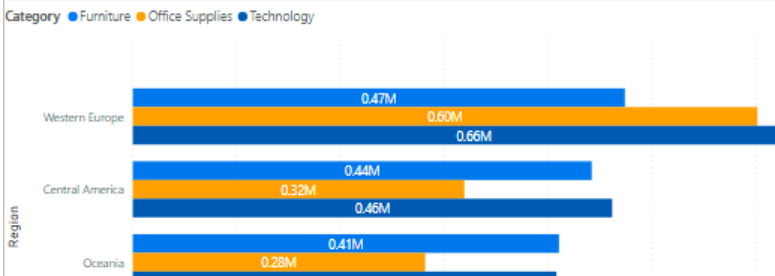 Category Furniture Office Supplies Technology
0.47M
Western Europe 0.60M
0.66M
0.44M
Central America 0.32M
0.46M
Region
0.41M
Oceania 0.28M